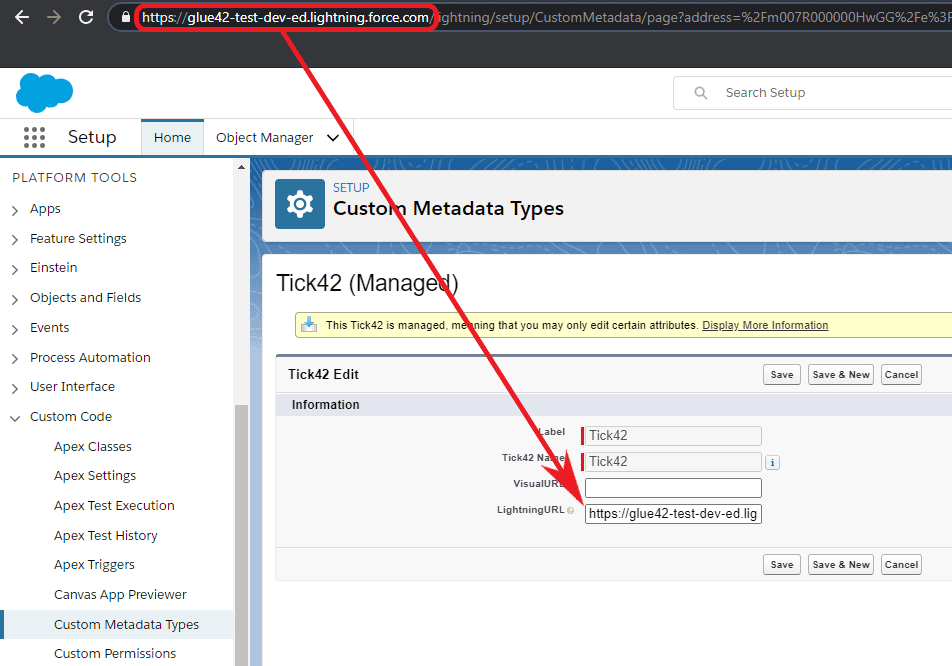 https://glue42-test-dev-ed.lightning.force.com/lightning/setup/CustomMetadata/page?address=%2Fm007R000000HwGG%2Fe%3F
Search Setup
Setup
Home
Object Manager
PLATFORM TOOLS
Apps
Feature Settings
Einstein
Objects and Fields
Events
Process Automation
User Interface
Custom Code
Apex Classes
Apex Settings
Apex Test Execution
Apex Test History
Apex Triggers
Canvas App Previewer
Custom Metadata Types
Custom Permissions
SETUP
Custom Metadata Types
Tick42 (Managed)
This Tick42 is managed, meaning that you may only edit certain attributes. Display More Information
Tick42 Edit
Save Save & New Cancel
Information
Label Tick42
Tick42 Name Tick42 i
VisualURL
LightningURL https://glue42-test-dev-ed.lig
Save Save & New Cancel